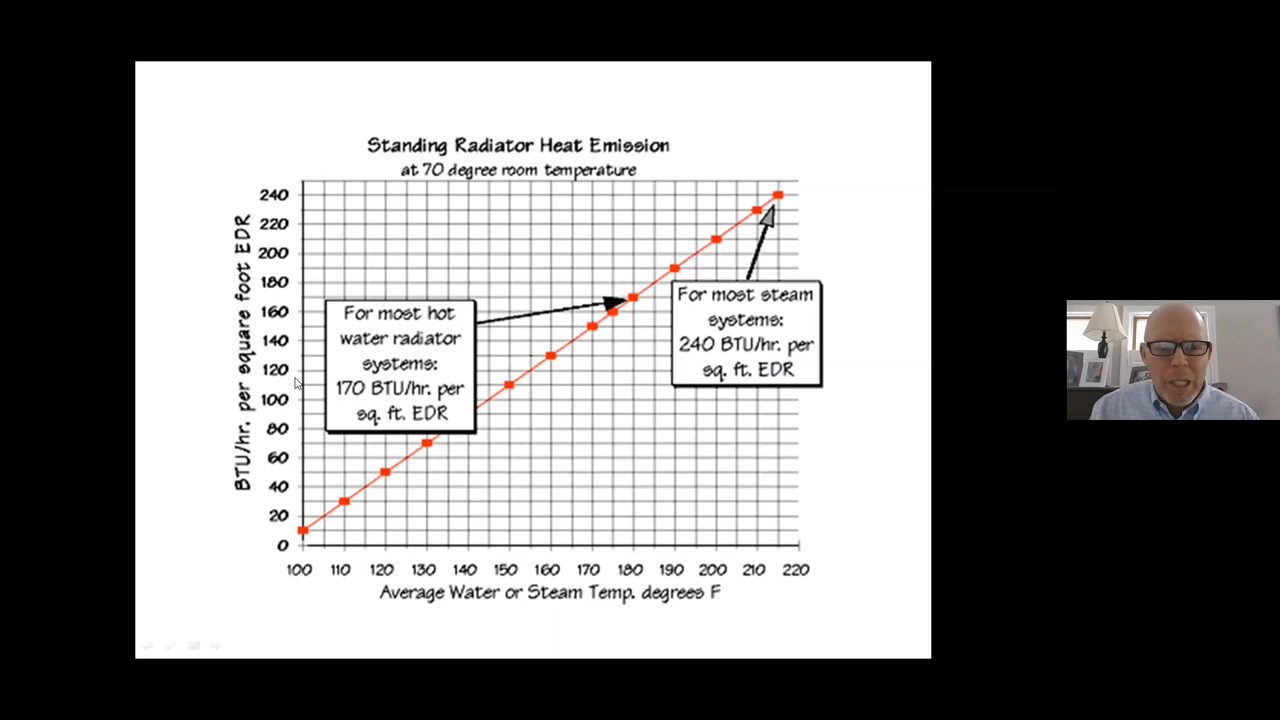 Standing Radiator Heat Emission
at 70 degree room temperature
BTU/hr. per square foot EDR
240
220
200
180
160
140
120
100
80
60
40
20
0
For most hot
water radiator
systems:
170 BTU/hr. per
sq. ft. EDR
For most steam
systems:
240 BTU/hr. per
sq. ft. EDR
100 110 120 130 140 150 160 170 180 190 200 210 220
Average Water or Steam Temp. degrees F